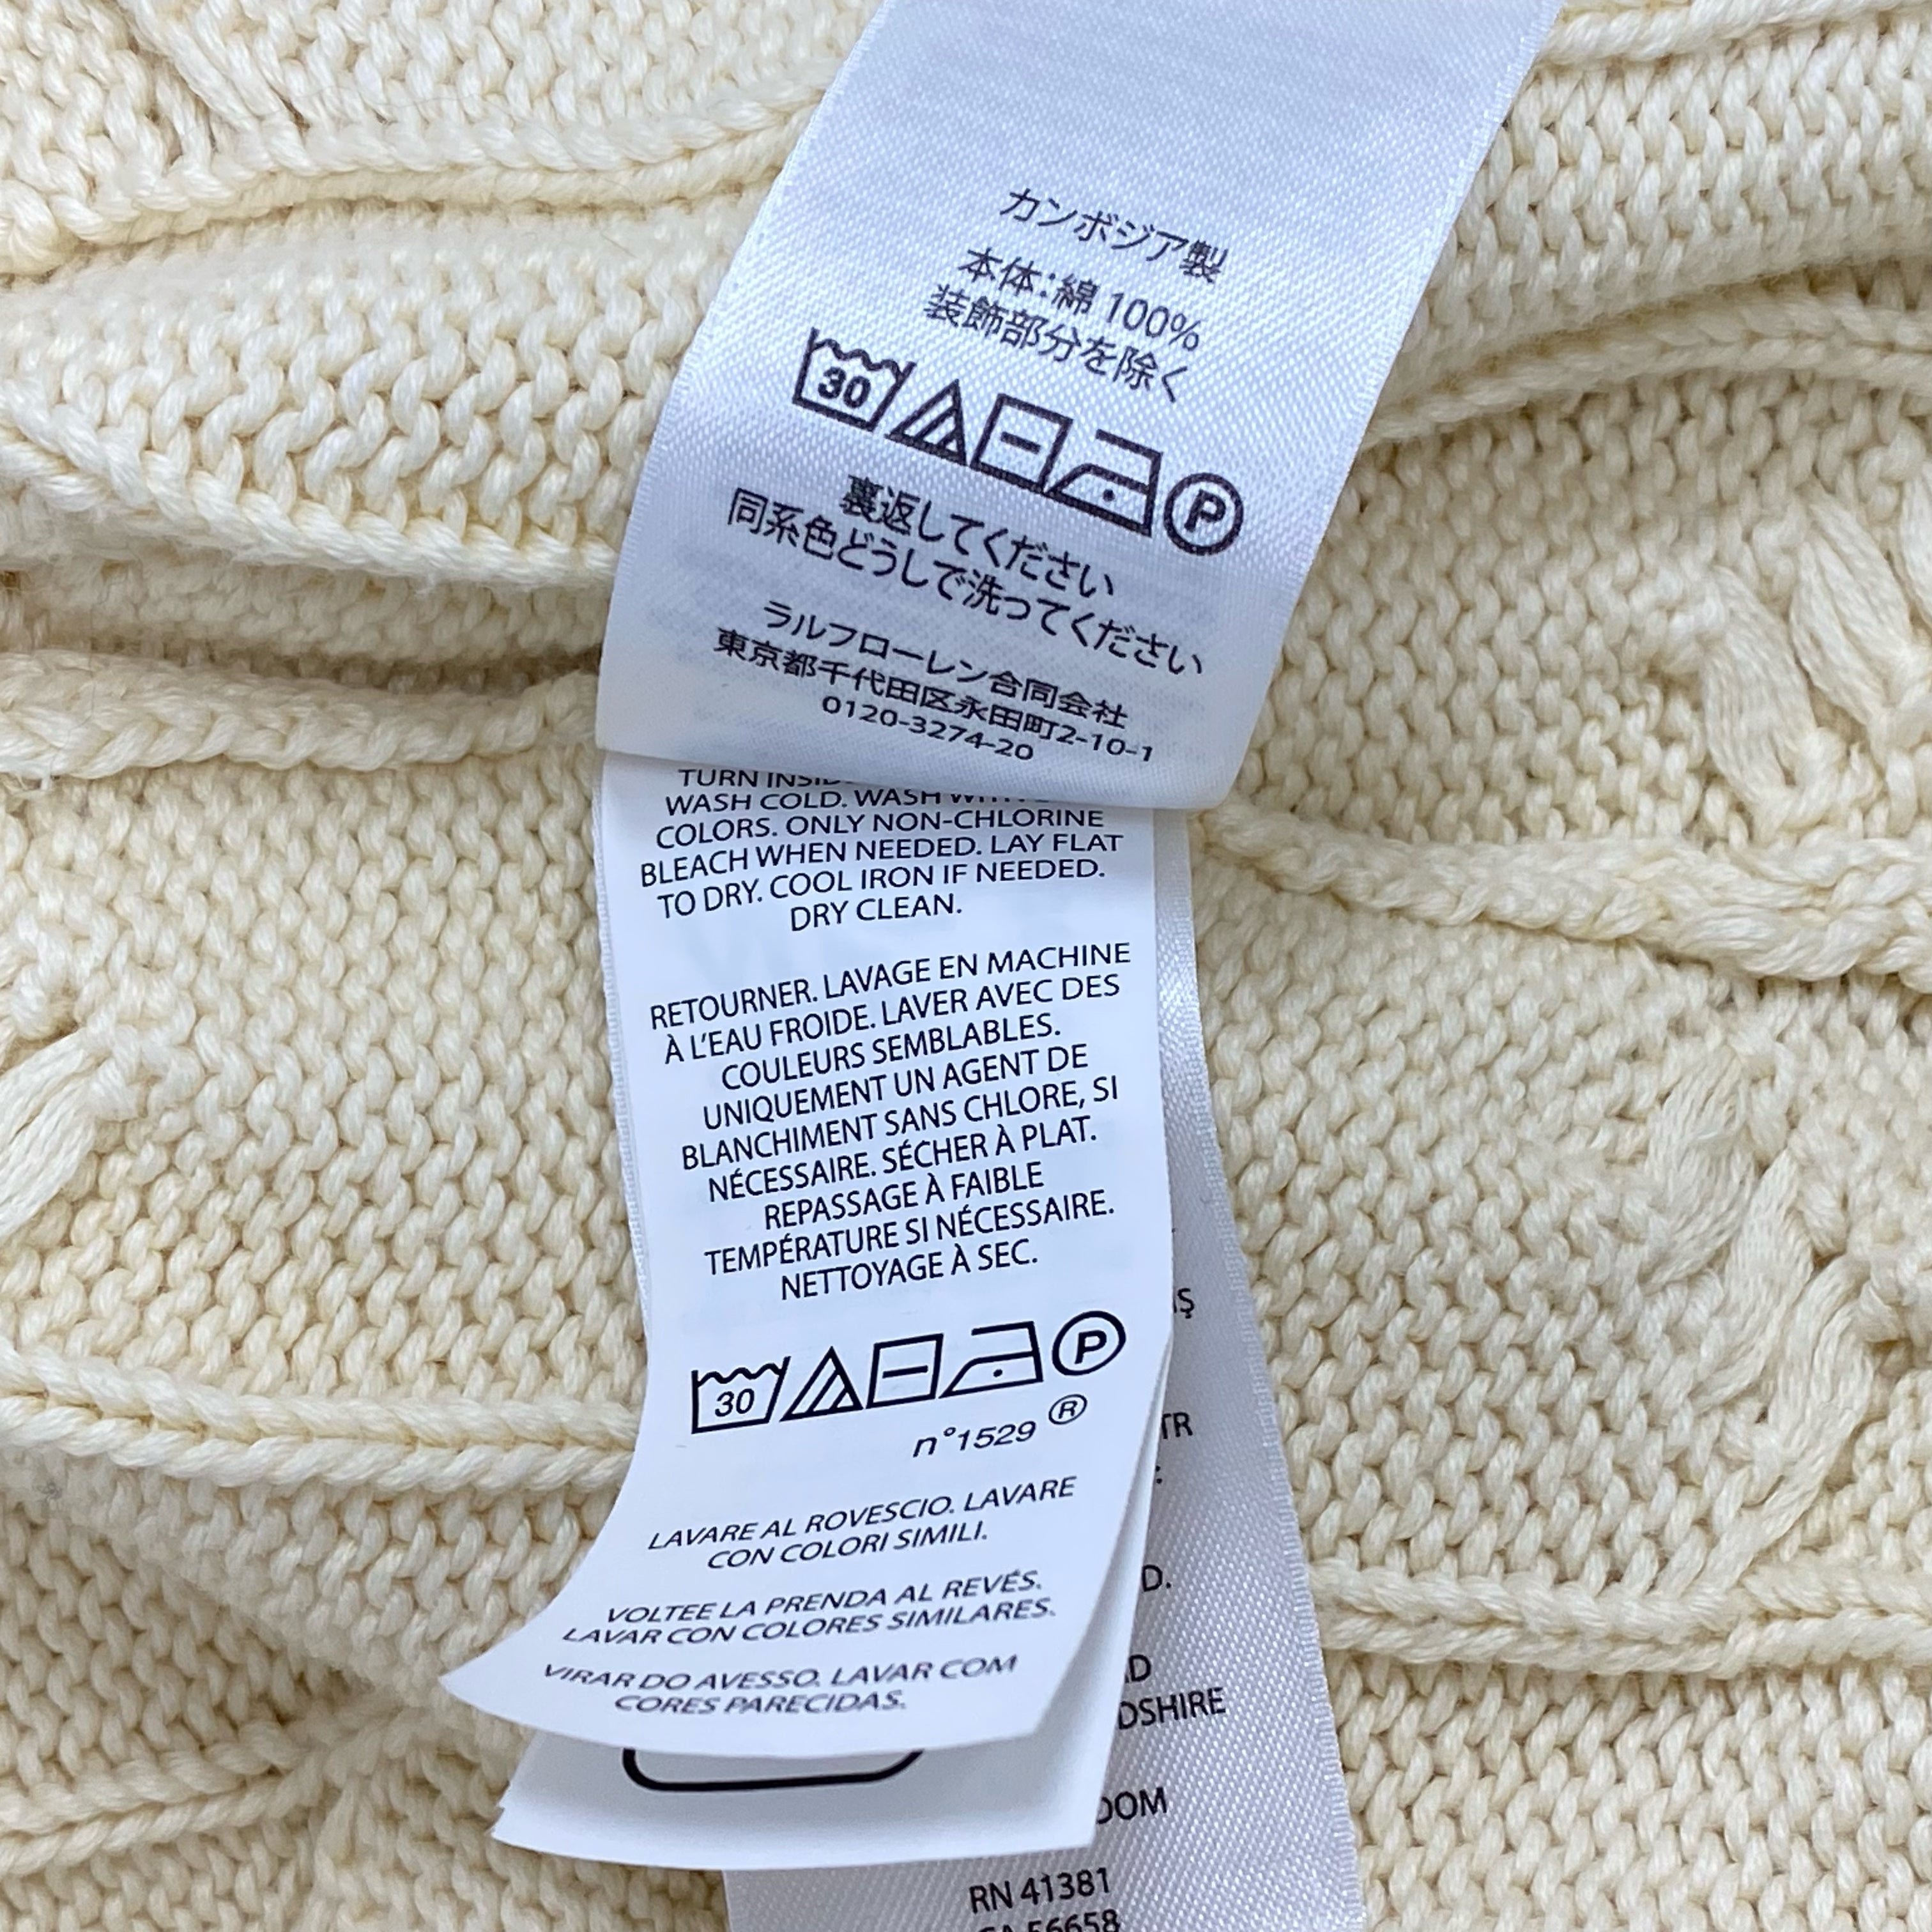 カンボジア製
本体:綿 100%
装飾部分を除く
30
P
裏返してください
同系色どうしで洗ってください
ラルフローレン合同会社
東京都千代田区永田町2-10-1
0120-3274-20
TURN
WASH COLD. WASH
COLORS. ONLY NON-CHLORINE
BLEACH WHEN NEEDED. LAY FLAT
TO DRY. COOL IRON IF NEEDED.
DRY CLEAN.
RETOURNER. LAVAGE EN MACHINE
À L'EAU FROIDE. LAVER AVEC DES
COULEURS SEMBLABLES.
UNIQUEMENT UN AGENT DE
BLANCHIMENT SANS CHLORE, SI
NÉCESSAIRE. SÉCHER À PLAT.
REPASSAGE À FAIBLE
TEMPÉRATURE SI NÉCESSAIRE.
NETTOYAGE À SEC.
30
P
n°1529 ®
LAVARE AL ROVESCIO. LAVARE
CON COLORI SIMILI.
VOLTEE LA PRENDA AL REVÉS.
LAVAR CON COLORES SIMILARES.
VIRAR DO AVESSO. LAVAR COM
CORES PARECIDAS.
TR
D.
DSHIRE
RN 41381
CA 56658